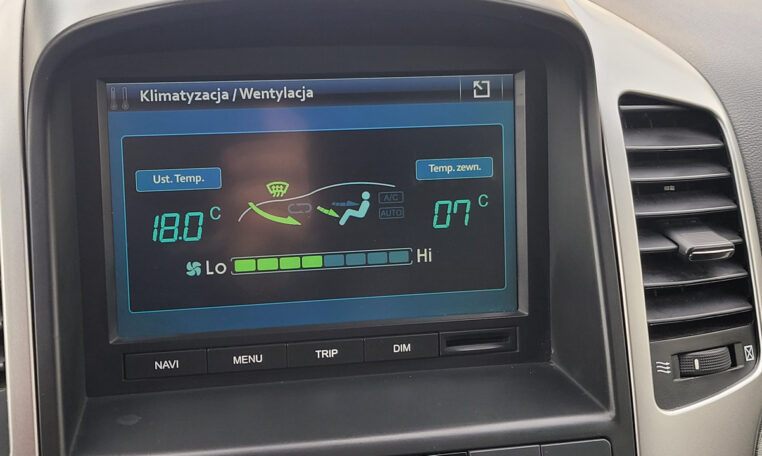 Klimatyzacja / Wentylacja
Ust. Temp.
Temp. zewn.
A/C
AUTO
18.0 C
07 C
Lo
Hi
NAVI
MENU
TRIP
DIM